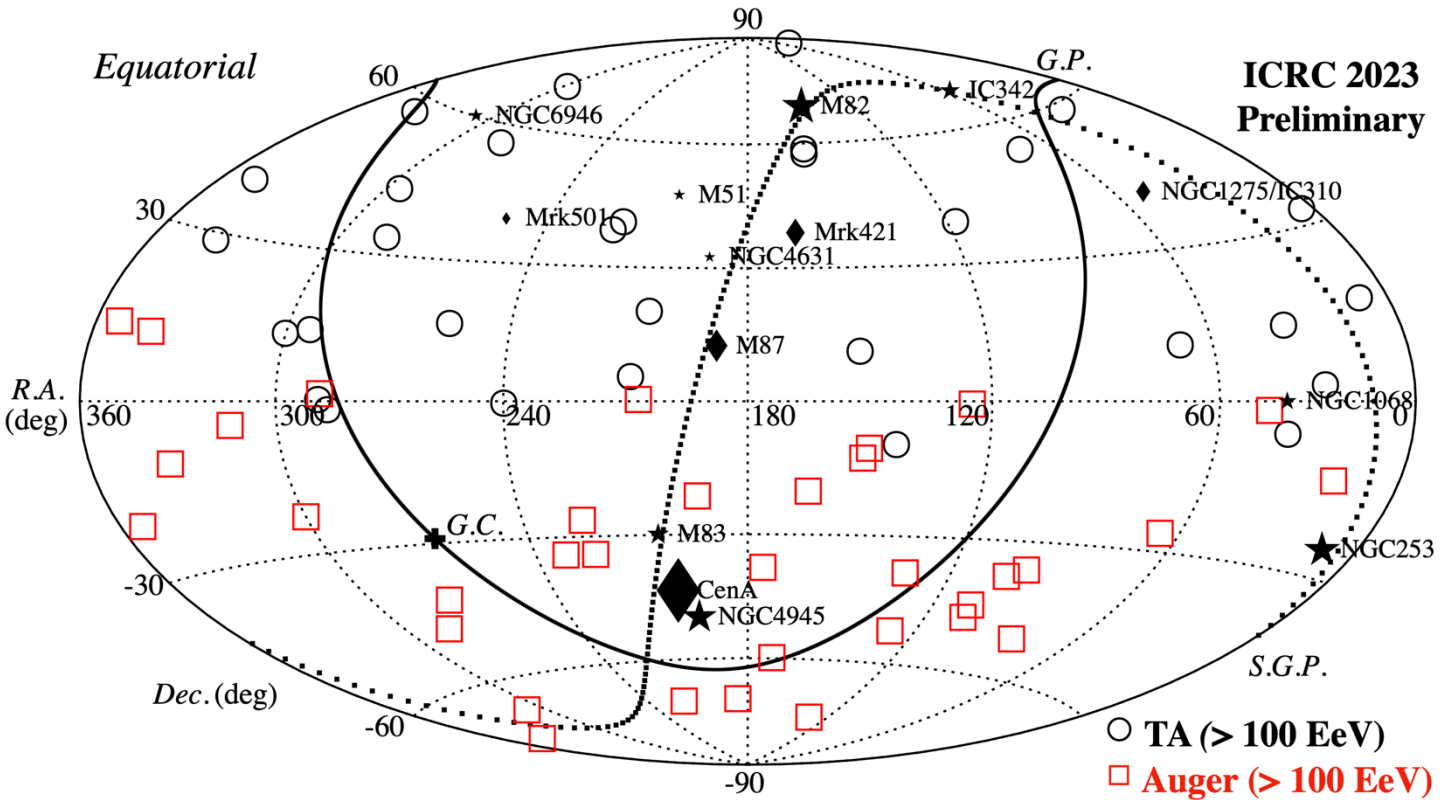 90
Equatorial
60
G.P.
ICRC 2023
Preliminary
NGC6946
M82
IC342
30
M51
NGC1275/IC310
Mrk501
Mrk421
NGC4631
M87
R.A.
(deg)
360
300
240
180
120
60
0
NGC1068
G.C.
M83
NGC253
-30
CenA
NGC4945
Dec. (deg)
S.G.P.
-60
-90
TA (> 100 EeV)
Auger (> 100 EeV)